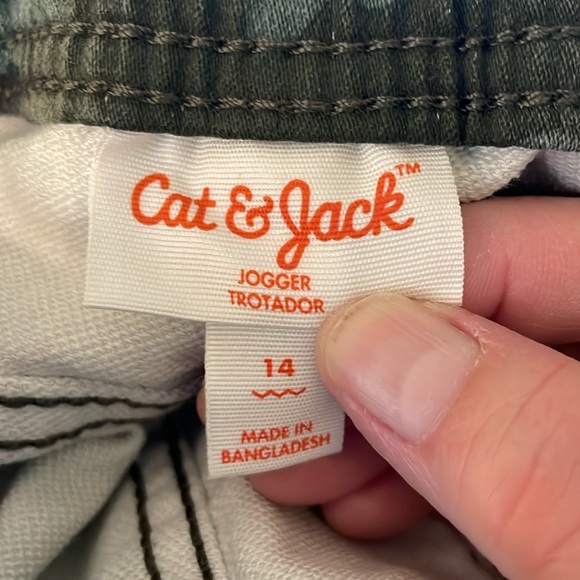 Cat & Jack™
JOGGER
TROTADOR
14
MADE IN
BANGLADESH